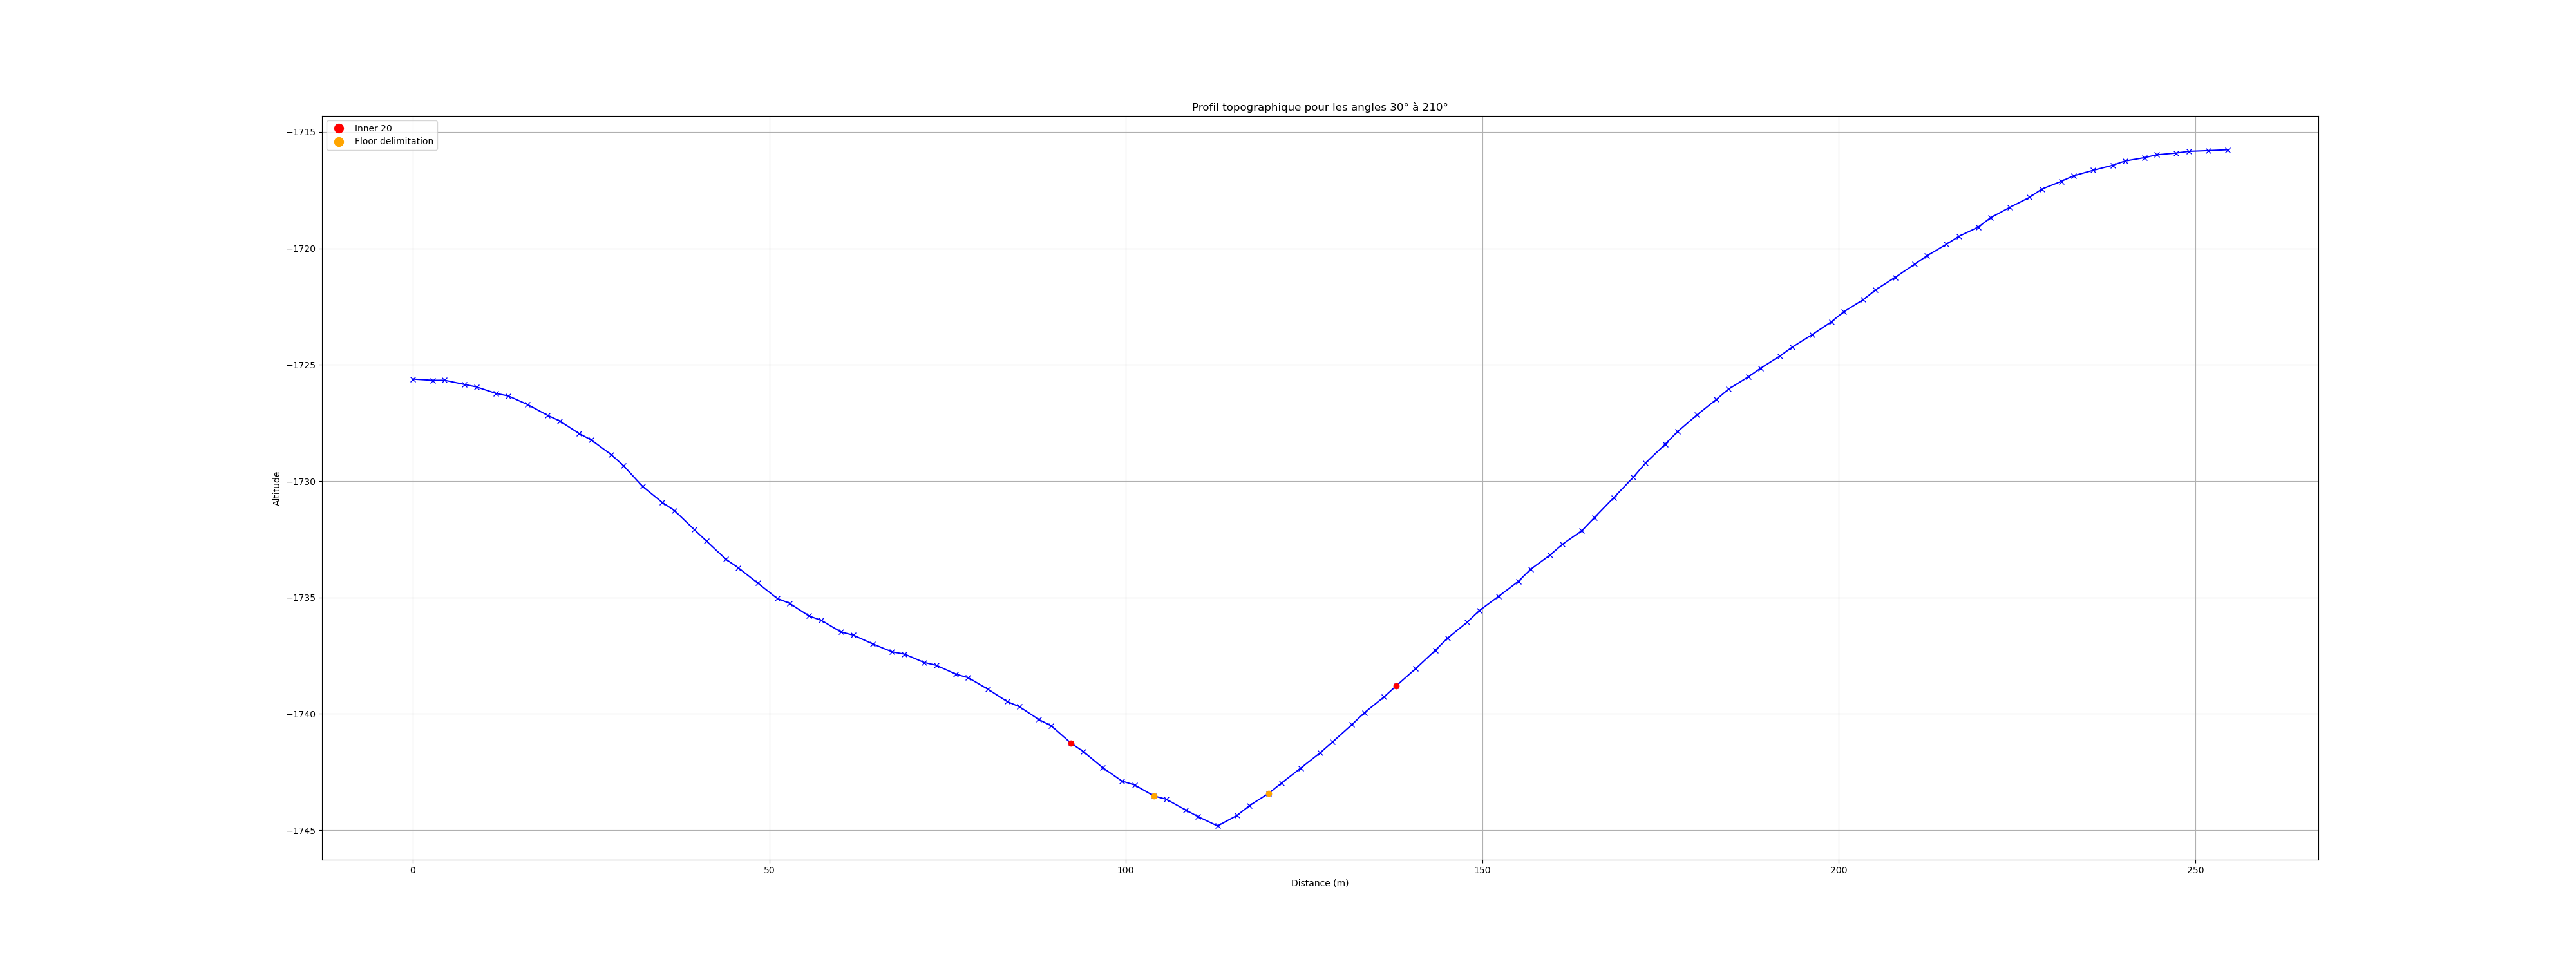 Profil topographique pour les angles 30° à 210°
Inner 20
Floor delimitation
−1715
−1720
−1725
−1730
−1735
−1740
−1745
Altitude
0 50 100 150 200 250
Distance (m)